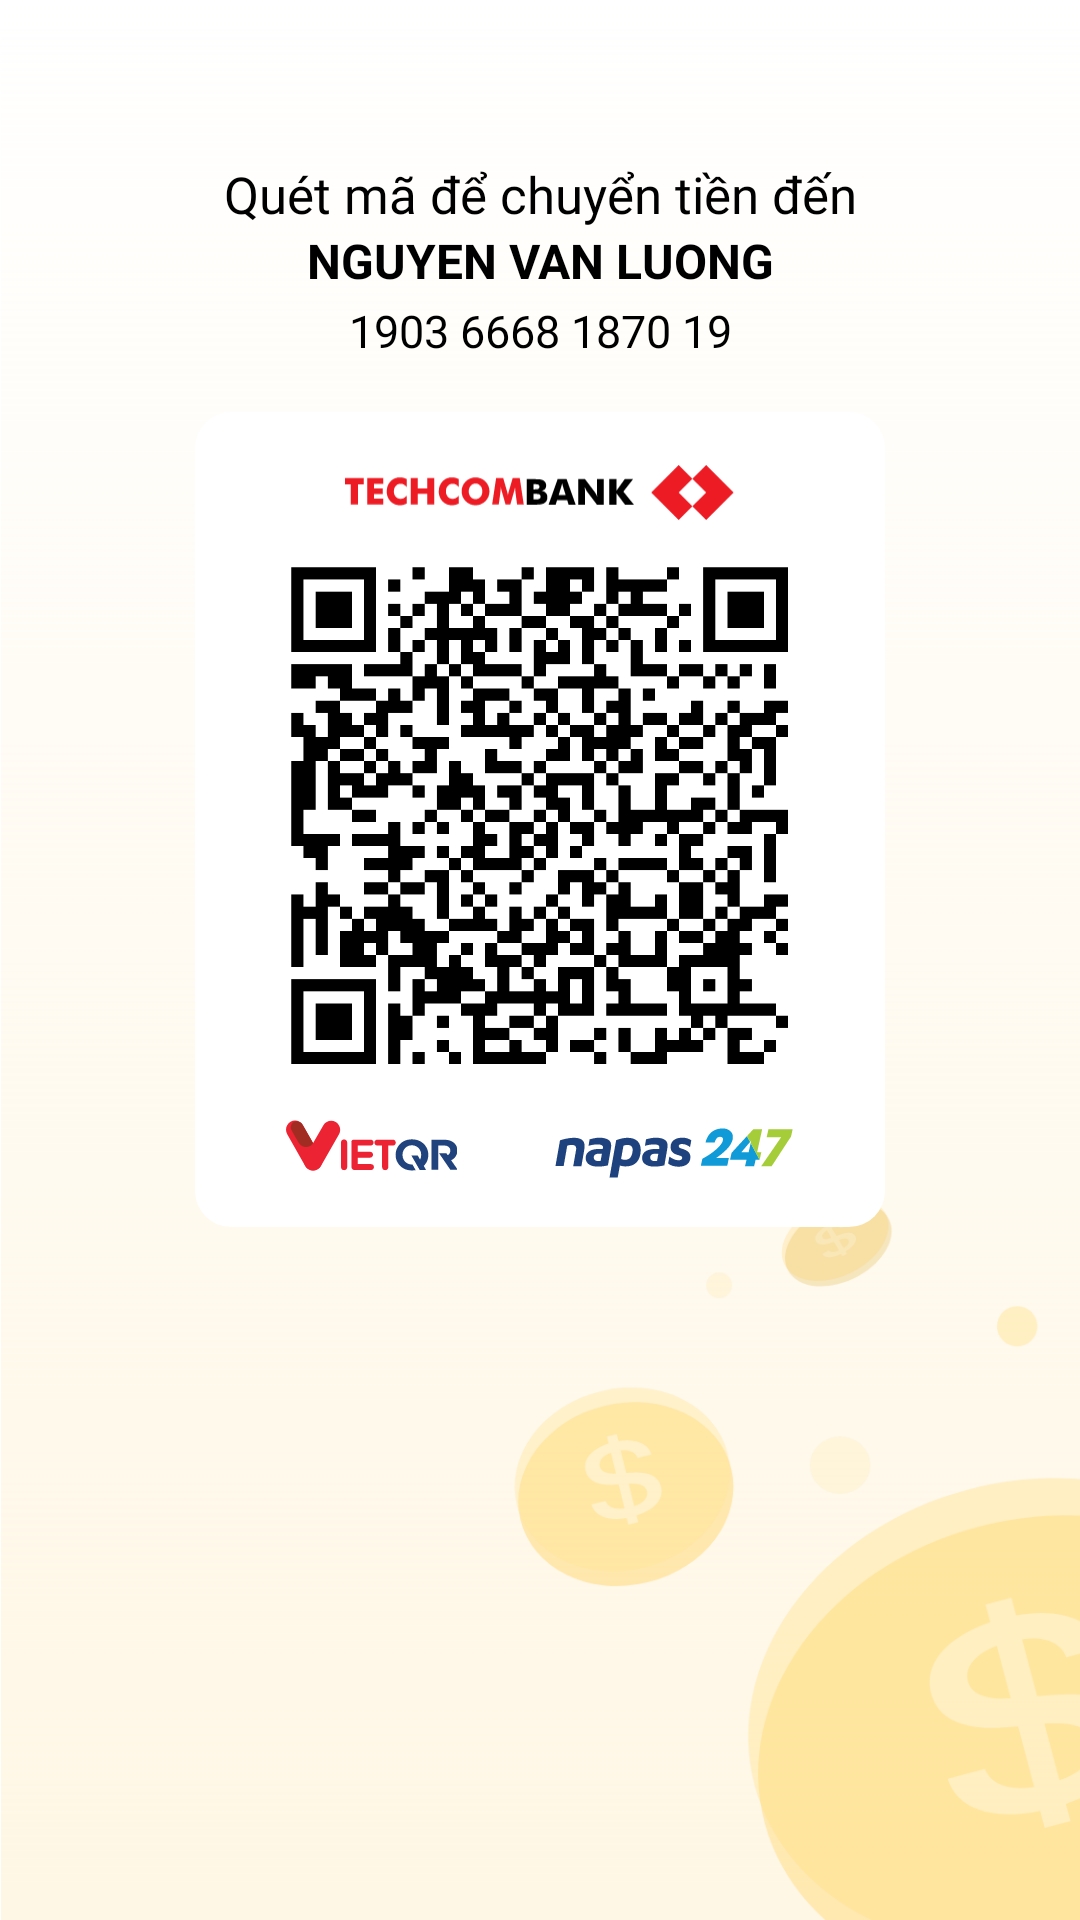 Quét mã để chuyển tiền đến
NGUYEN VAN LUONG
1903 6668 1870 19
TECHCOMBANK
VIETQR
napas 247
$
$
$